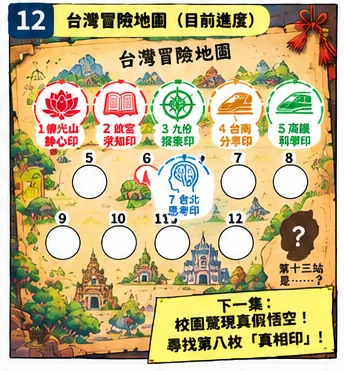 12 台灣冒險地圖（目前進度）
台灣冒險地圖
1 佛光山
靜心印
2 故宮
求知印
3 九份
探索印
4 台南
分享印
5 高鐵
科學印
5
6
7
8
7 台北
思考印
9
10
11
12
?
第十三站
是……？
下一集：
校園驚現真假悟空！
尋找第八枚「真相印」！